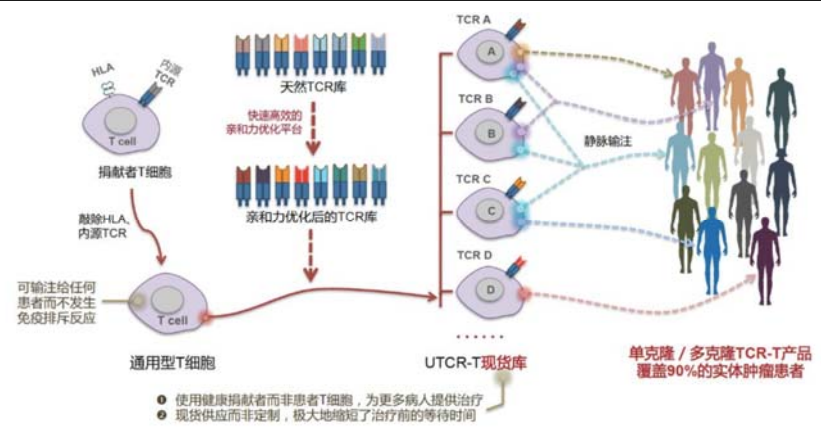 HLA
内源
TCR
T cell
捐献者T细胞
敲除HLA、
内源TCR
可输注给任何
患者而不发生
免疫排斥反应
T cell
通用型T细胞
天然TCR库
快速高效的
亲和力优化平台
亲和力优化后的TCR库
TCR A
A
TCR B
B
TCR C
C
TCR D
D
······
UTCR-T现货库
静脉输注
单克隆 / 多克隆TCR-T产品
覆盖90%的实体肿瘤患者
❶ 使用健康捐献者而非患者T细胞，为更多病人提供治疗
❷ 现货供应而非定制，极大地缩短了治疗前的等待时间